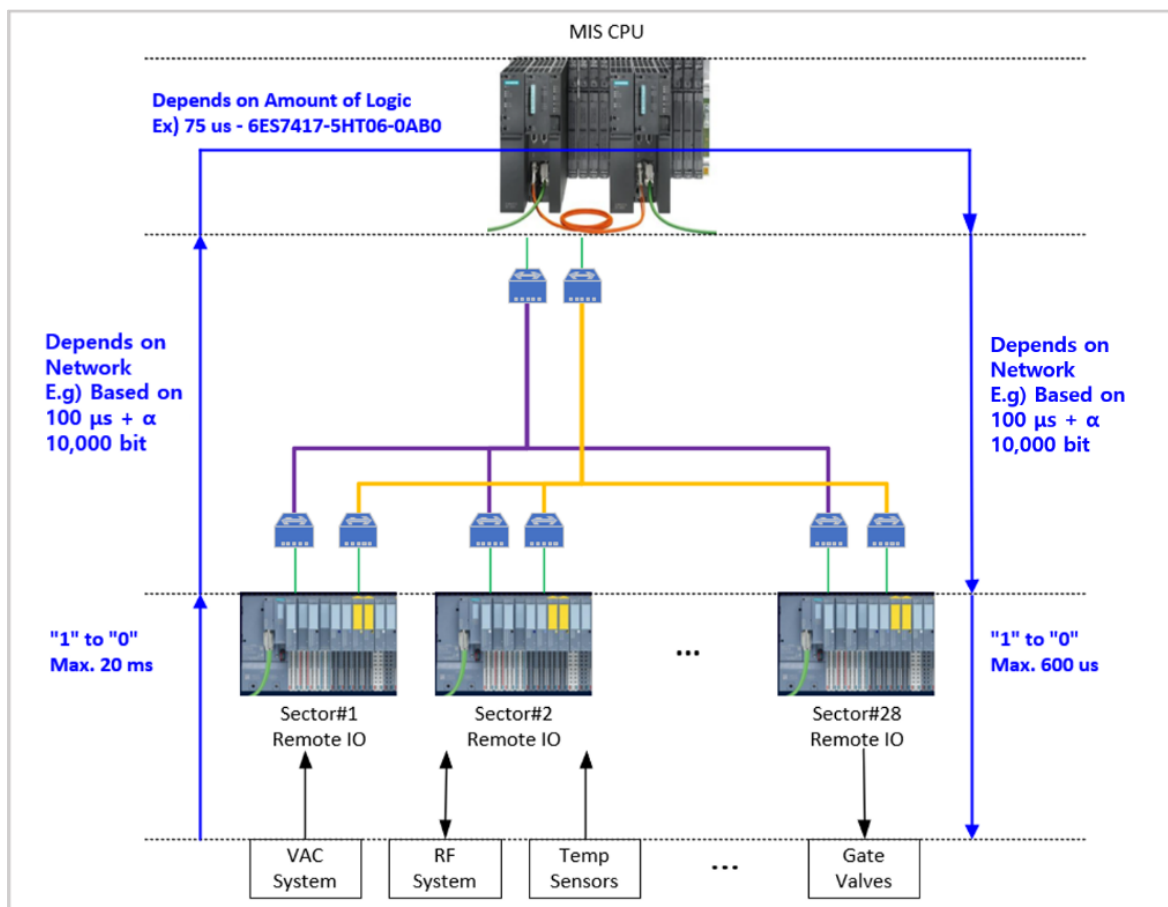 MIS CPU
Depends on Amount of Logic
Ex) 75 us - 6ES7417-5HT06-0AB0
Depends on
Network
E.g) Based on
100 μs + α
10,000 bit
Depends on
Network
E.g) Based on
100 μs + α
10,000 bit
"1" to "0"
Max. 20 ms
...
"1" to "0"
Max. 600 us
Sector#1
Remote IO
Sector#2
Remote IO
Sector#28
Remote IO
VAC
System
RF
System
Temp
Sensors
...
Gate
Valves